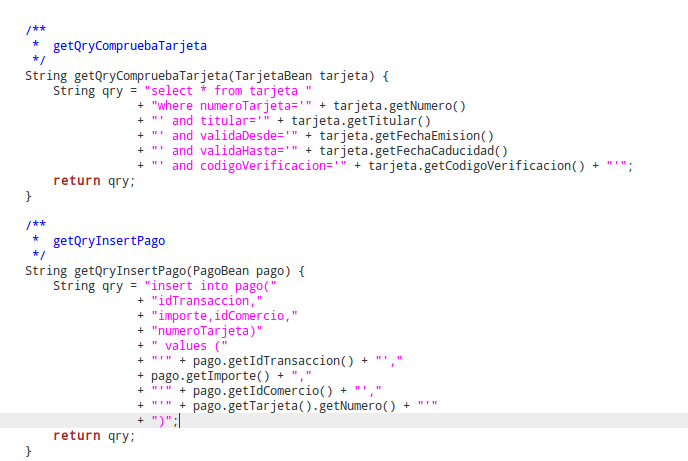 /**
 *  getQryCompruebaTarjeta
 */
String getQryCompruebaTarjeta(TarjetaBean tarjeta) {
    String qry = "select * from tarjeta "
               + "where numeroTarjeta='" + tarjeta.getNumero()
               + "' and titular='" + tarjeta.getTitular()
               + "' and validaDesde='" + tarjeta.getFechaEmision()
               + "' and validaHasta='" + tarjeta.getFechaCaducidad()
               + "' and codigoVerificacion='" + tarjeta.getCodigoVerificacion() + "'";
    return qry;
}

/**
 *  getQryInsertPago
 */
String getQryInsertPago(PagoBean pago) {
    String qry = "insert into pago("
               + "idTransaccion,"
               + "importe,idComercio,"
               + "numeroTarjeta)"
               + " values ("
               + "'" + pago.getIdTransaccion() + "',"
               + pago.getImporte() + ","
               + "'" + pago.getIdComercio() + "',"
               + "'" + pago.getTarjeta().getNumero() + "'"
               + ")";
    return qry;
}